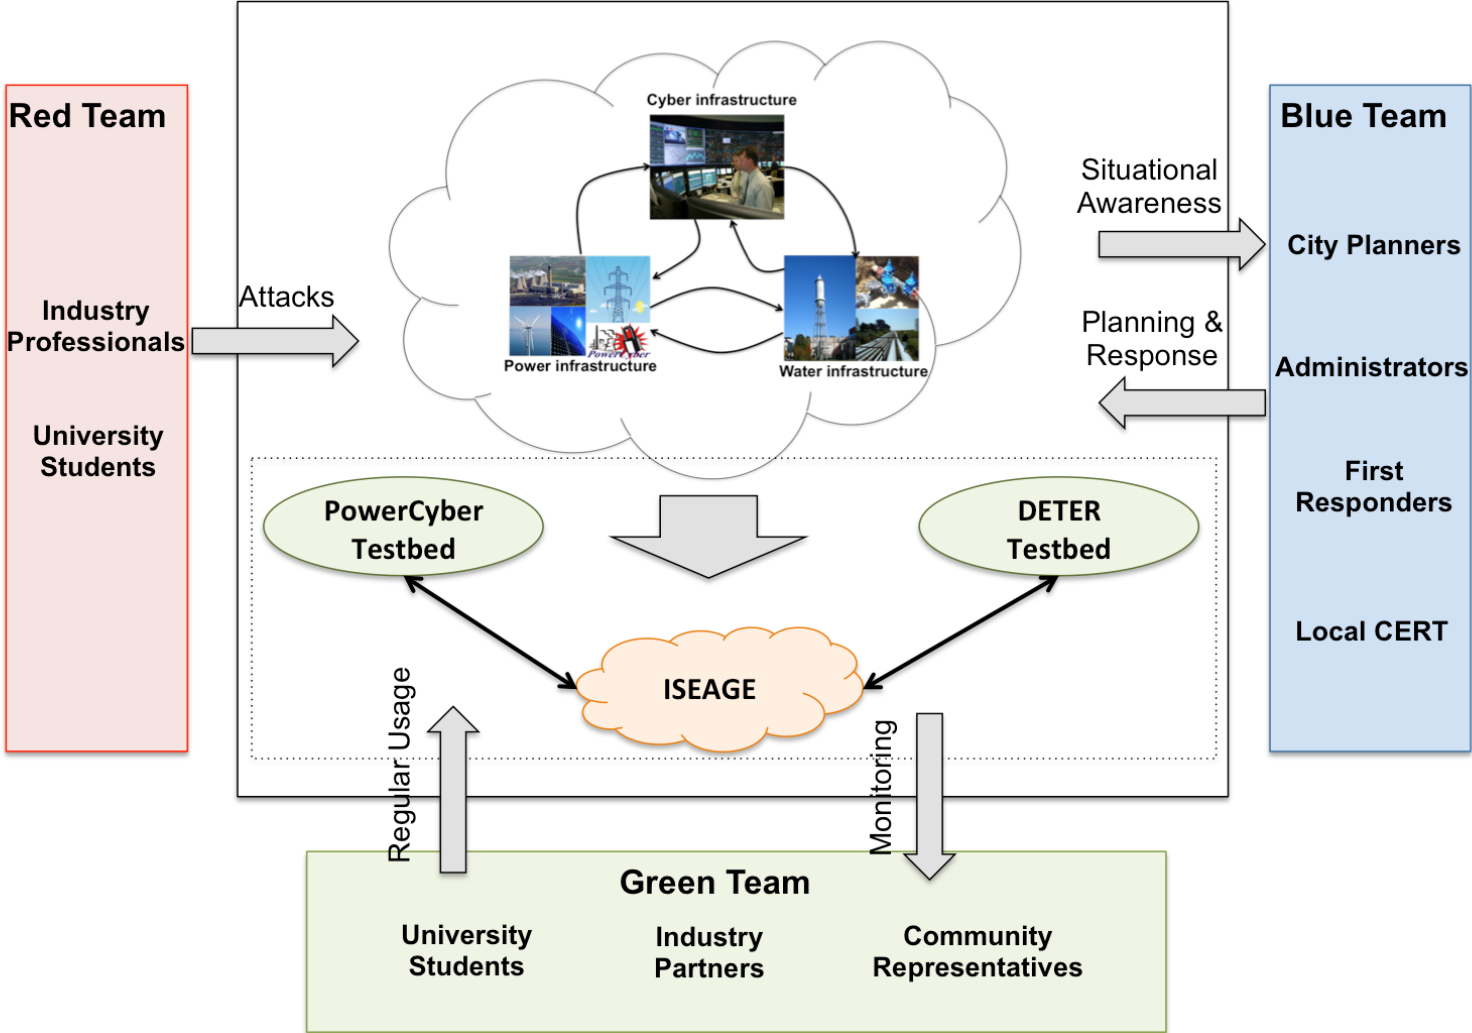 Red Team
Industry
Professionals
University
Students
Attacks
Cyber infrastructure
PowerCyber
Power infrastructure
Water infrastructure
Situational
Awareness
Planning &
Response
Blue Team
City Planners
Administrators
First
Responders
Local CERT
PowerCyber
Testbed
DETER
Testbed
ISEAGE
Regular Usage
Monitoring
Green Team
University
Students
Industry
Partners
Community
Representatives